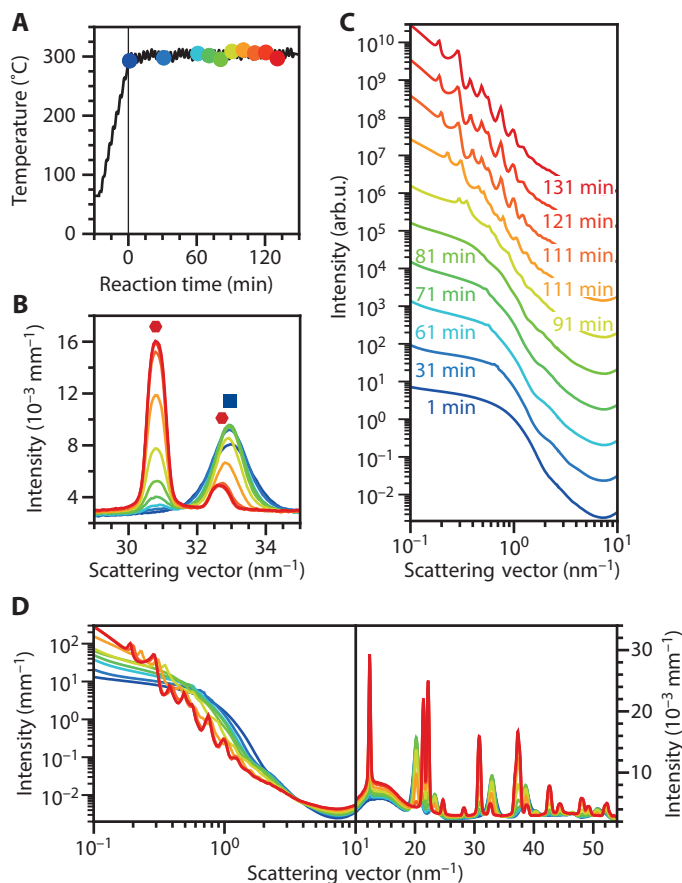 A
Temperature (˚C)
300
200
100
0
0
60
120
Reaction time (min)
B
Intensity (10⁻³ mm⁻¹)
16
12
8
4
30
32
34
Scattering vector (nm⁻¹)
C
Intensity (arb.u.)
10¹⁰
10⁹
10⁸
10⁷
10⁶
10⁵
10⁴
10³
10²
10¹
10⁰
10⁻¹
10⁻²
131 min
121 min
111 min
111 min
91 min
81 min
71 min
61 min
31 min
1 min
10⁻¹
10⁰
10¹
Scattering vector (nm⁻¹)
D
Intensity (mm⁻¹)
10²
10¹
10⁰
10⁻¹
10⁻²
30
20
10
Intensity (10⁻³ mm⁻¹)
10⁻¹
10⁰
10¹
20
30
40
50
Scattering vector (nm⁻¹)